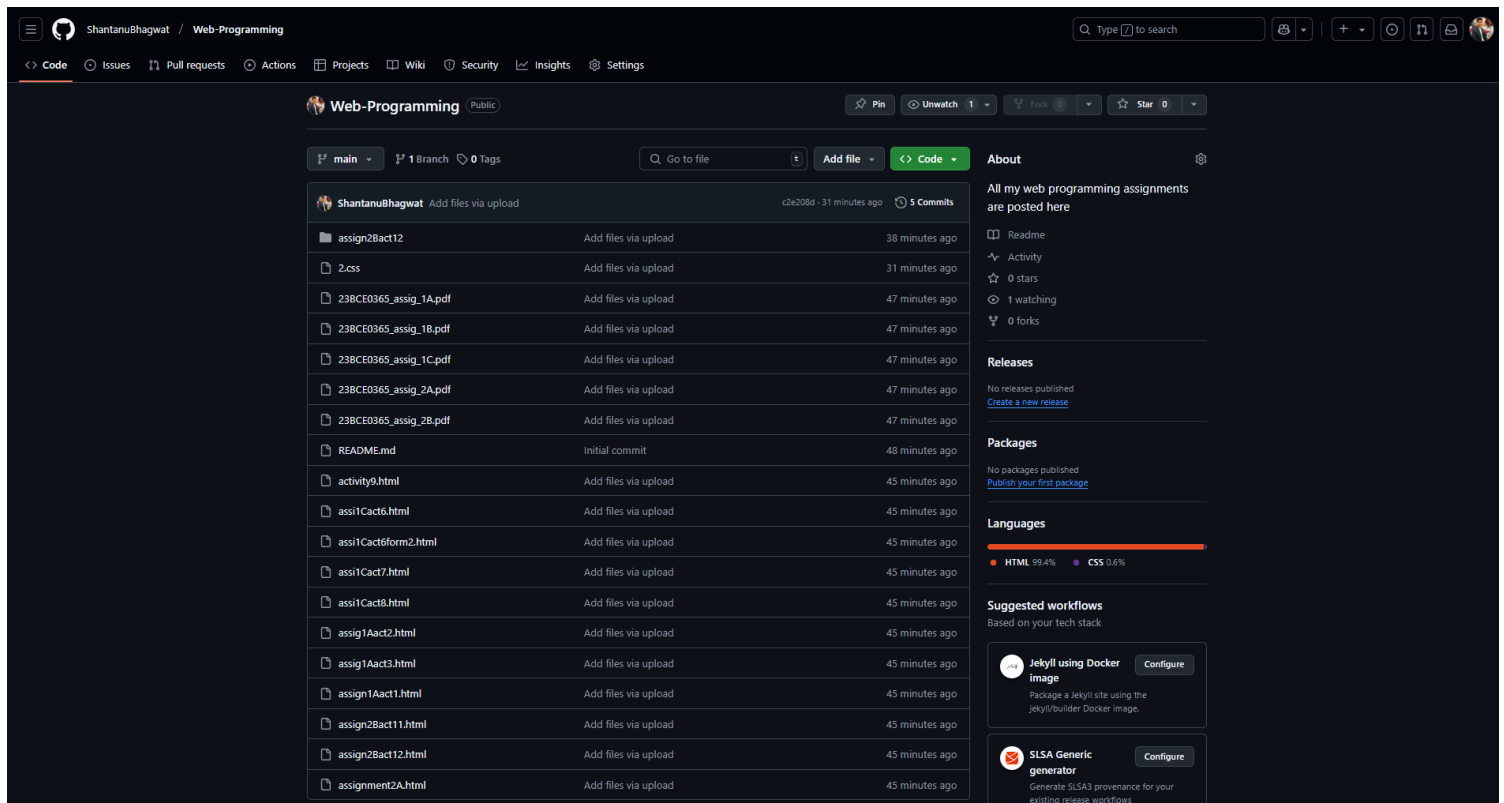 ShantanuBhagwat / Web-Programming
Type / to search
Code Issues Pull requests Actions Projects Wiki Security Insights Settings
Web-Programming Public
Pin Unwatch 1 Fork 0 Star 0
main 1 Branch 0 Tags Go to file t Add file Code
ShantanuBhagwat Add files via upload c2e208d · 31 minutes ago 5 Commits
assign2Bact12 Add files via upload 38 minutes ago
2.css Add files via upload 31 minutes ago
23BCE0365_assig_1A.pdf Add files via upload 47 minutes ago
23BCE0365_assig_1B.pdf Add files via upload 47 minutes ago
23BCE0365_assig_1C.pdf Add files via upload 47 minutes ago
23BCE0365_assig_2A.pdf Add files via upload 47 minutes ago
23BCE0365_assig_2B.pdf Add files via upload 47 minutes ago
README.md Initial commit 48 minutes ago
activity9.html Add files via upload 45 minutes ago
assi1Cact6.html Add files via upload 45 minutes ago
assi1Cact6form2.html Add files via upload 45 minutes ago
assi1Cact7.html Add files via upload 45 minutes ago
assi1Cact8.html Add files via upload 45 minutes ago
assig1Aact2.html Add files via upload 45 minutes ago
assig1Aact3.html Add files via upload 45 minutes ago
assign1Aact1.html Add files via upload 45 minutes ago
assign2Bact11.html Add files via upload 45 minutes ago
assign2Bact12.html Add files via upload 45 minutes ago
assignment2A.html Add files via upload 45 minutes ago
About
All my web programming assignments
are posted here
Readme
Activity
0 stars
1 watching
0 forks
Releases
No releases published
Create a new release
Packages
No packages published
Publish your first package
Languages
HTML 99.4% CSS 0.6%
Suggested workflows
Based on your tech stack
Jekyll using Docker
image
Configure
Package a Jekyll site using the
jekyll/builder Docker image.
SLSA Generic
generator
Configure
Generate SLSA3 provenance for your
existing release workflows